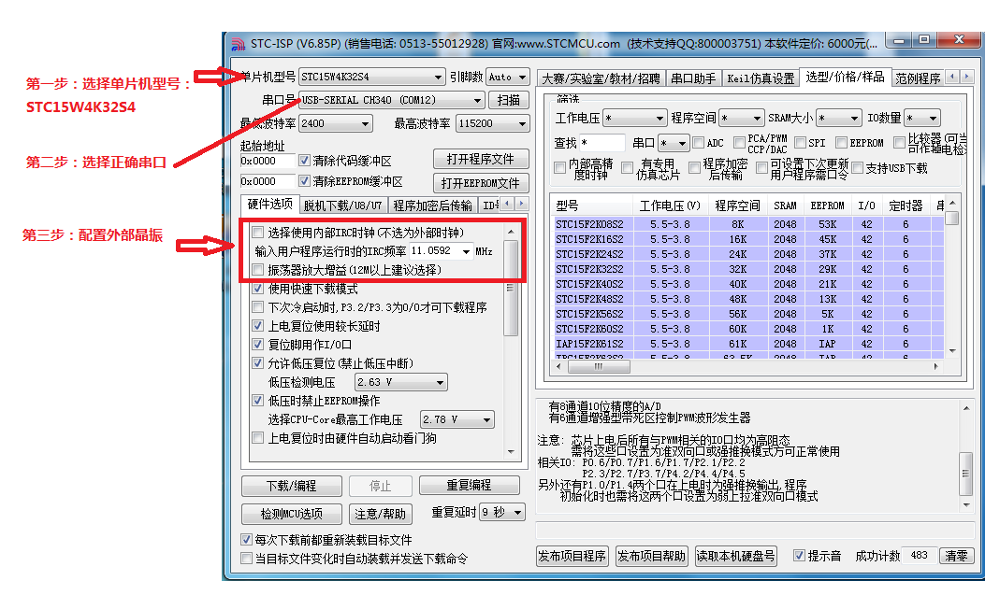 STC-ISP (V6.85P) (销售电话: 0513-55012928) 官网:www.STCMCU.com (技术支持QQ:800003751) 本软件定价: 6000元(...
第一步：选择单片机型号：
STC15W4K32S4
第二步：选择正确串口
第三步：配置外部晶振
单片机型号 STC15W4K32S4 引脚数 Auto
串口号 USB-SERIAL CH340 (COM12) 扫描
最低波特率 2400 最高波特率 115200
起始地址
0x0000 清除代码缓冲区 打开程序文件
0x0000 清除EEPROM缓冲区 打开EEPROM文件
硬件选项 脱机下载/U8/U7 程序加密后传输
选择使用内部IRC时钟(不选为外部时钟)
输入用户程序运行时的IRC频率 11.0592 MHz
振荡器放大增益(12M以上建议选择)
使用快速下载模式
下次冷启动时,P3.2/P3.3为0/0才可下载程序
上电复位使用较长延时
复位脚用作I/O口
允许低压复位(禁止低压中断)
低压检测电压 2.63 V
低压时禁止EEPROM操作
选择CPU-Core最高工作电压 2.78 V
上电复位时由硬件自动启动看门狗
下载/编程 停止 重复编程
检测MCU选项 注意/帮助 重复延时 9 秒
每次下载前都重新装载目标文件
当目标文件变化时自动装载并发送下载命令
大赛/实验室/教材/招聘 串口助手 Keil仿真设置 选型/价格/样品 范例程序
筛选
工作电压 * 程序空间 * SRAM大小 * IO数量 *
查找 * 串口 * ADC PCA/PWM CCP/DAC SPI EEPROM 比较器(可当可作掉电检
内部高精度时钟 有专用仿真芯片 程序加密后传输 可设置下次更新用户程序需口令 支持USB下载
型号 工作电压(V) 程序空间 SRAM EEPROM I/O 定时器
STC15F2K08S2 5.5-3.8 8K 2048 53K 42 6
STC15F2K16S2 5.5-3.8 16K 2048 45K 42 6
STC15F2K24S2 5.5-3.8 24K 2048 37K 42 6
STC15F2K32S2 5.5-3.8 32K 2048 29K 42 6
STC15F2K40S2 5.5-3.8 40K 2048 21K 42 6
STC15F2K48S2 5.5-3.8 48K 2048 13K 42 6
STC15F2K56S2 5.5-3.8 56K 2048 5K 42 6
STC15F2K60S2 5.5-3.8 60K 2048 1K 42 6
IAP15F2K61S2 5.5-3.8 61K 2048 IAP 42 6
有8通道10位精度的A/D
有6通道增强型带死区控制PWM波形发生器
注意: 芯片上电后所有与PWM相关的IO口均为高阻态
需将这些口设置为准双向口或强推换模式方可正常使用
相关IO: P0.6/P0.7/P1.6/P1.7/P2.1/P2.2
P2.3/P2.7/P3.7/P4.2/P4.4/P4.5
另外还有P1.0/P1.4两个口在上电时为强推换输出,程序
初始化时也需将这两个口设置为弱上拉准双向口模式
发布项目程序 发布项目帮助 读取本机硬盘号 提示音 成功计数 483 清零